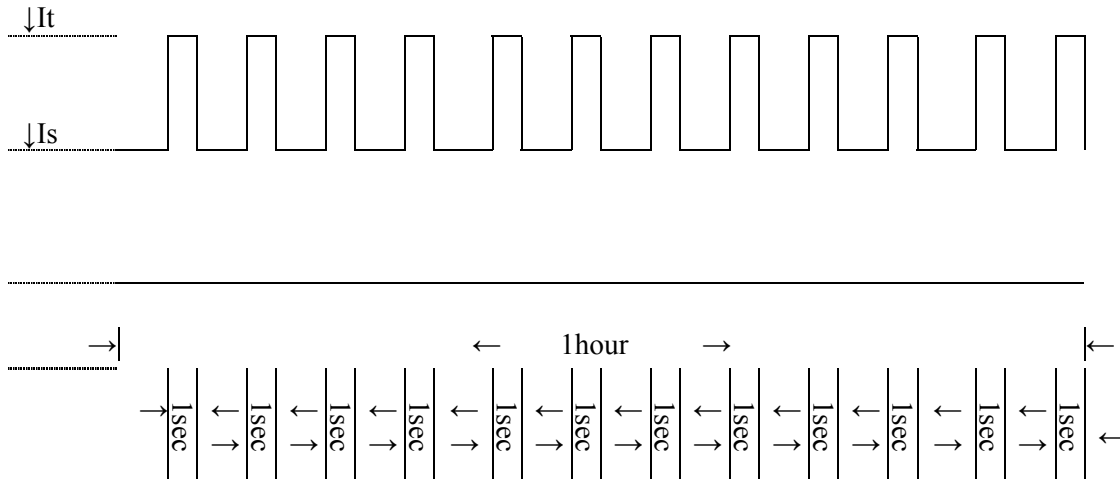 ↓It
↓Is
→ ← 1hour → ←
→ 1sec ← → 1sec ← → 1sec ← → 1sec ← → 1sec ← → 1sec ← → 1sec ← → 1sec ← → 1sec ← → 1sec ← → 1sec ← → 1sec ←